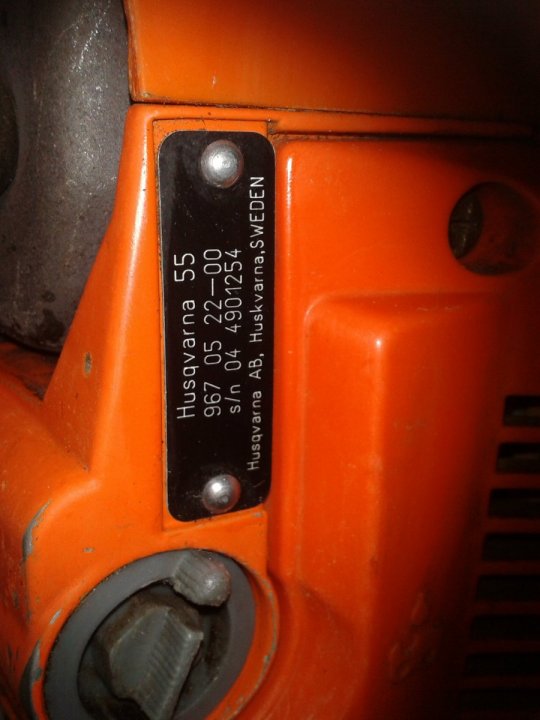 Husqvarna 55
967 05 22-00
s/n 04 4901254
Husqvarna AB, Huskvarna, SWEDEN